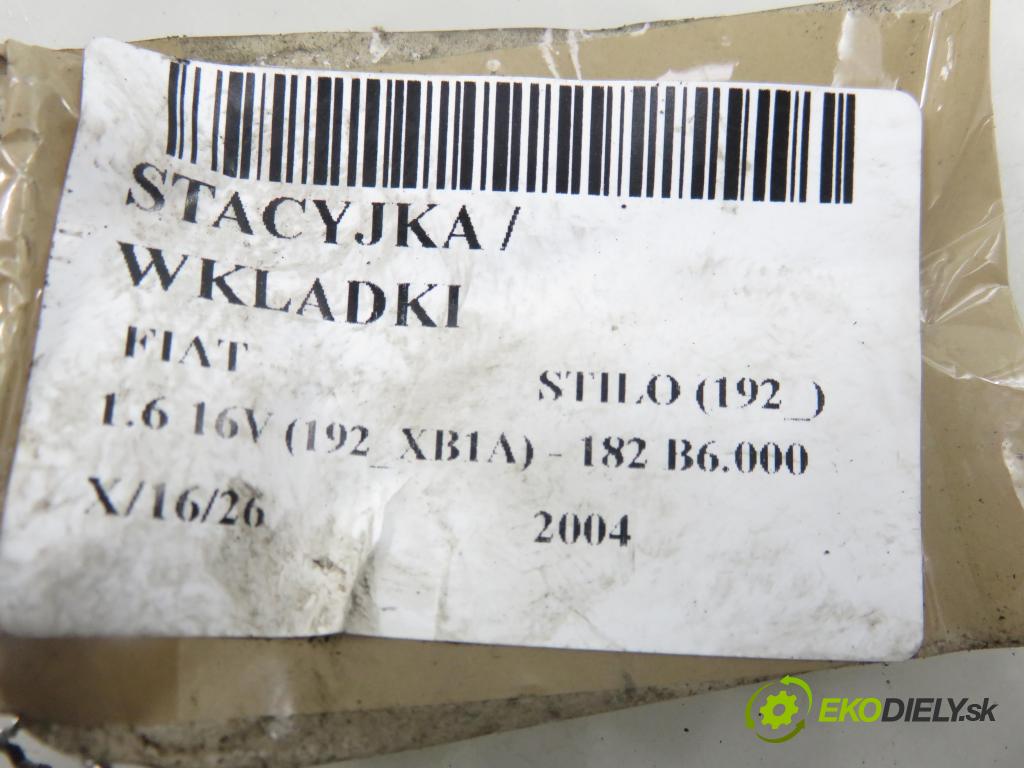 STACYJKA /
WKLADKI
FIAT STILO (192_)
1.6 16V (192_XB1A) - 182 B6.000
X/16/26 2004
EKODIELY.sk